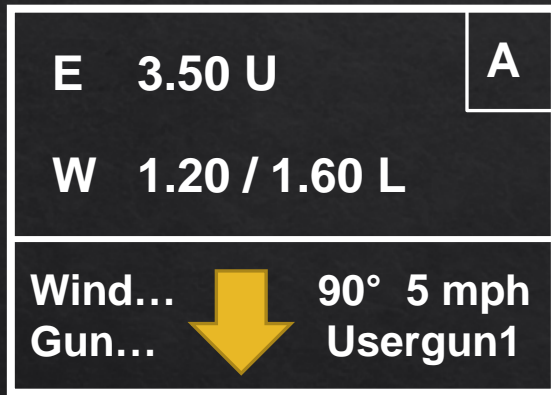 E 3.50 U
A
W 1.20 / 1.60 L
Wind… 90° 5 mph
Gun… Usergun1